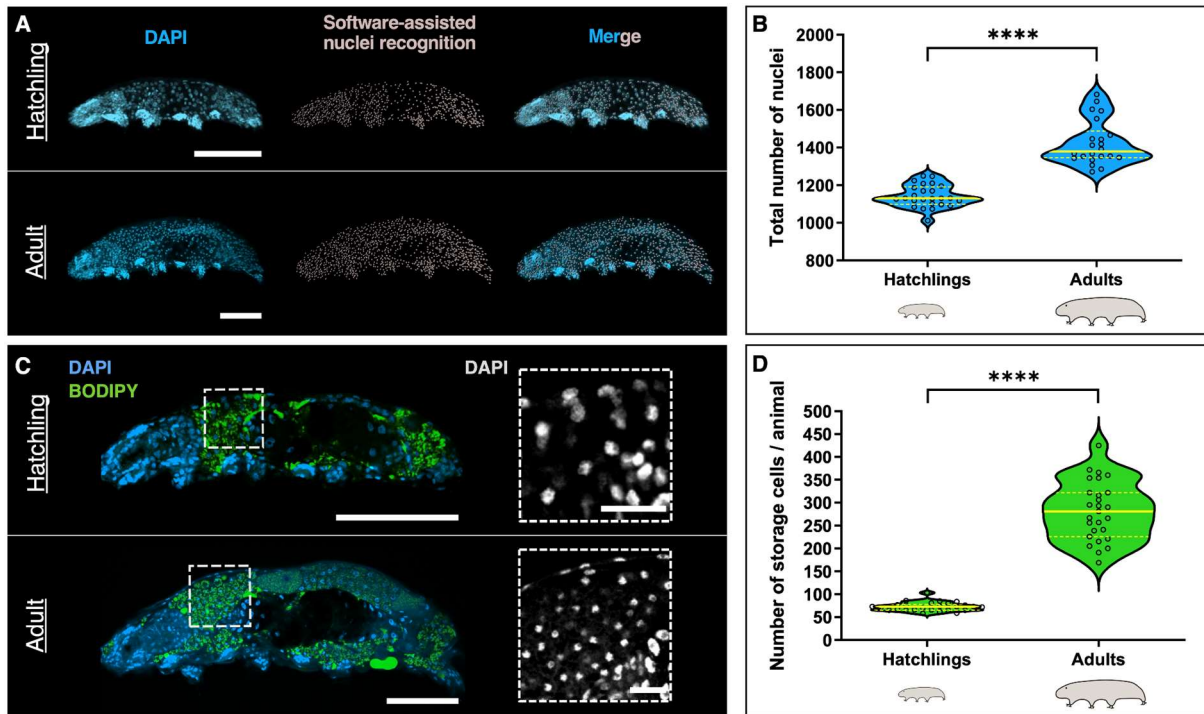 A
DAPI
Software-assisted
nuclei recognition
Merge
Hatchling
Adult
B
****
2000
1800
1600
1400
1200
1000
800
Total number of nuclei
Hatchlings
Adults
C
DAPI
BODIPY
DAPI
Hatchling
Adult
D
****
500
450
400
350
300
250
200
150
100
50
0
Number of storage cells / animal
Hatchlings
Adults